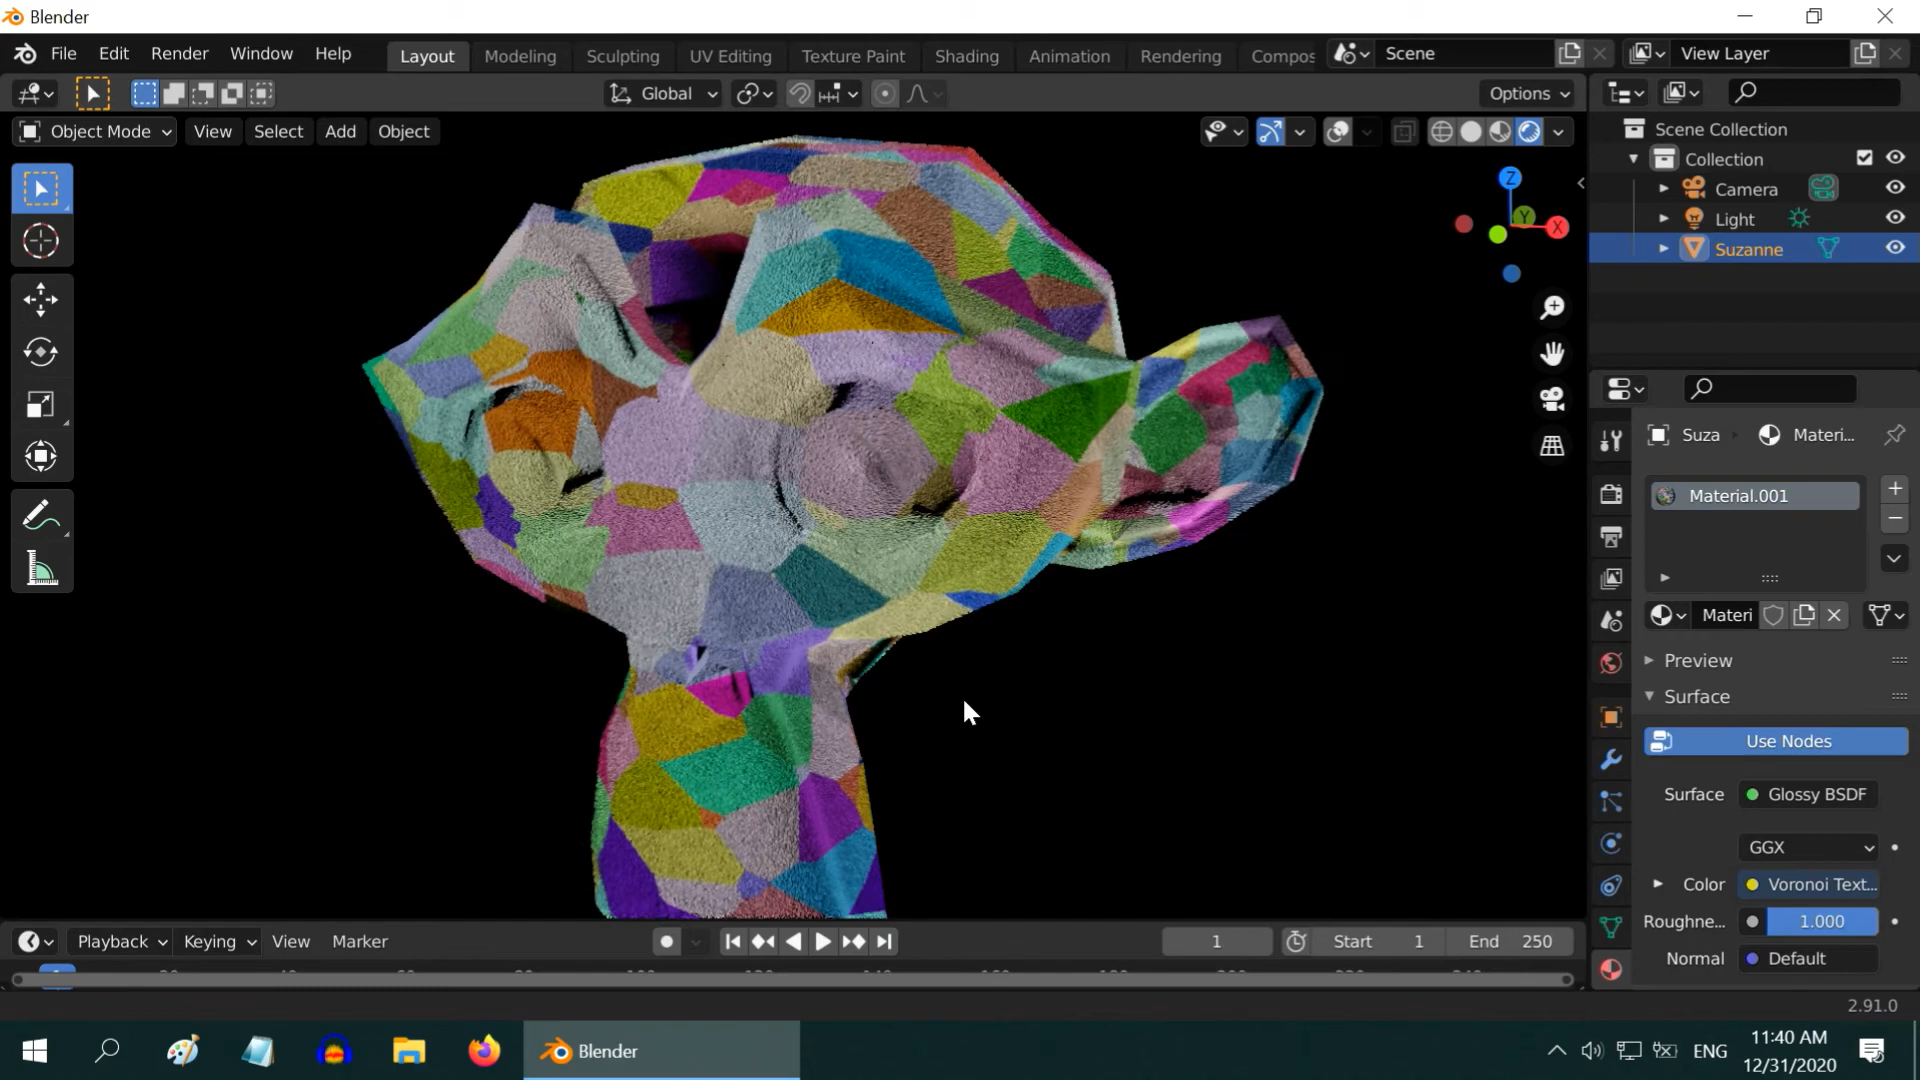 Blender
File Edit Render Window Help Layout Modeling Sculpting UV Editing Texture Paint Shading Animation Rendering Compos Scene View Layer
Global Options
Object Mode View Select Add Object
Scene Collection
Collection
Camera
Light
Suzanne
Z
Y
X
Suza Materi...
Material.001
Materi
Preview
Surface
Use Nodes
Surface Glossy BSDF
GGX
Color Voronoi Text...
Roughne... 1.000
Normal Default
Playback Keying View Marker 1 Start 1 End 250
2.91.0
Blender
ENG
11:40 AM
12/31/2020